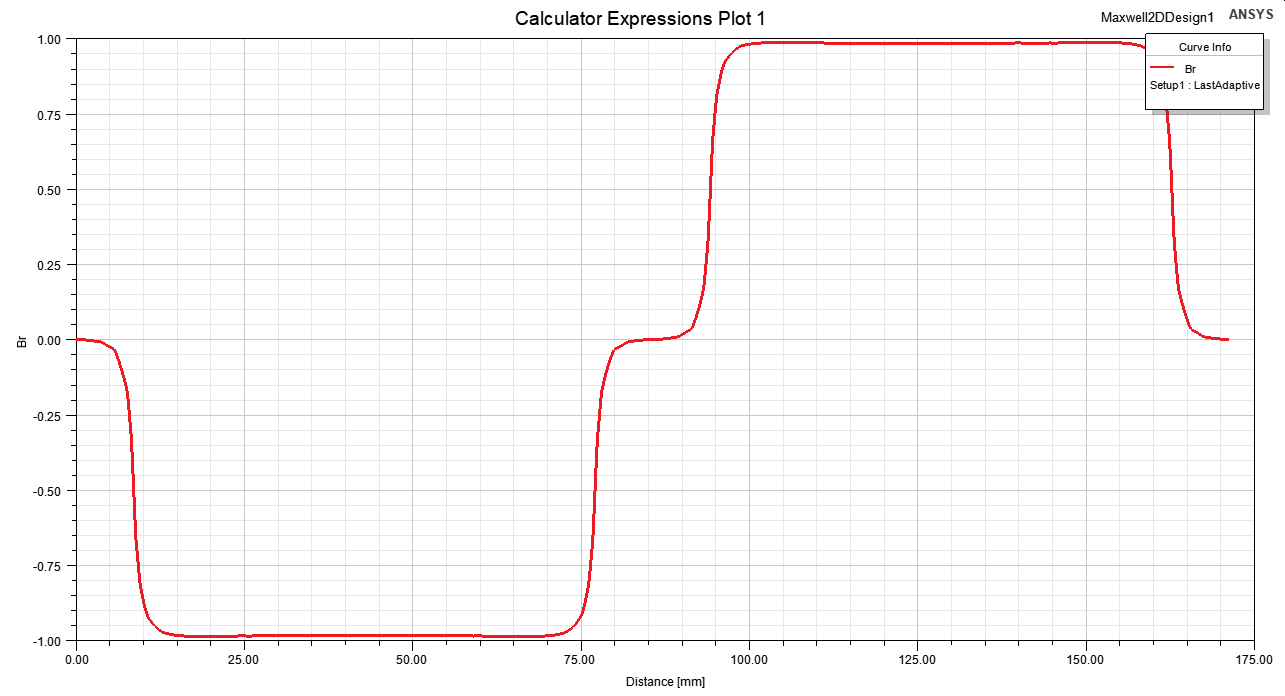 Calculator Expressions Plot 1
Maxwell2DDesign1 ANSYS
Curve Info
Br
Setup1 : LastAdaptive
1.00
0.75
0.50
0.25
0.00
-0.25
-0.50
-0.75
-1.00
Br
0.00 25.00 50.00 75.00 100.00 125.00 150.00 175.00
Distance [mm]